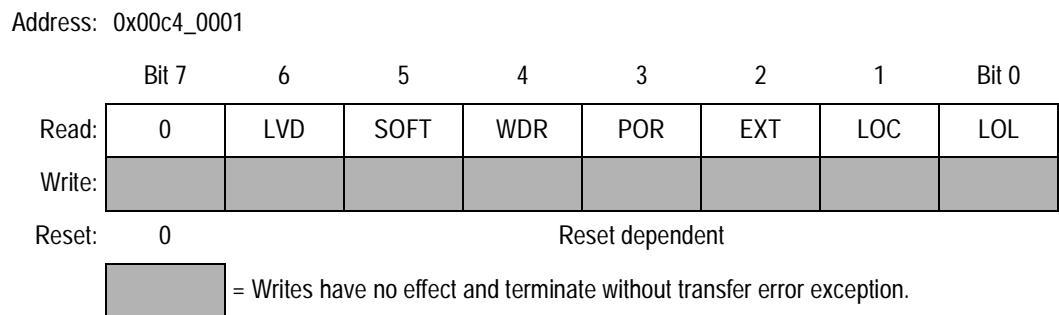 Address: 0x00c4_0001
Bit 7 6 5 4 3 2 1 Bit 0
Read: 0 LVD SOFT WDR POR EXT LOC LOL
Write:
Reset: 0 Reset dependent
= Writes have no effect and terminate without transfer error exception.